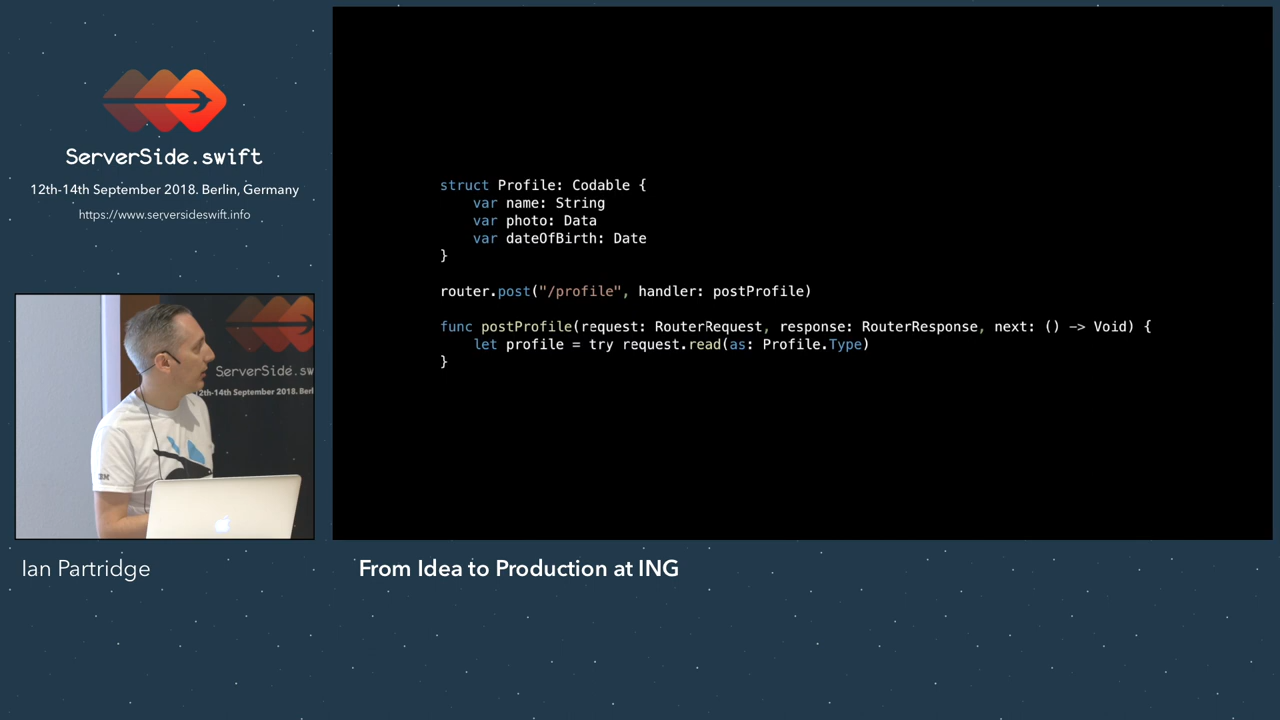 ServerSide.swift
12th-14th September 2018. Berlin, Germany
https://www.serversideswift.info
struct Profile: Codable {
var name: String
var photo: Data
var dateOfBirth: Date
}
router.post("/profile", handler: postProfile)
func postProfile(request: RouterRequest, response: RouterResponse, next: () -> Void) {
let profile = try request.read(as: Profile.Type)
}
ServerSide.sw
12th-14th September 2018. Berl
IBM
Ian Partridge
From Idea to Production at ING